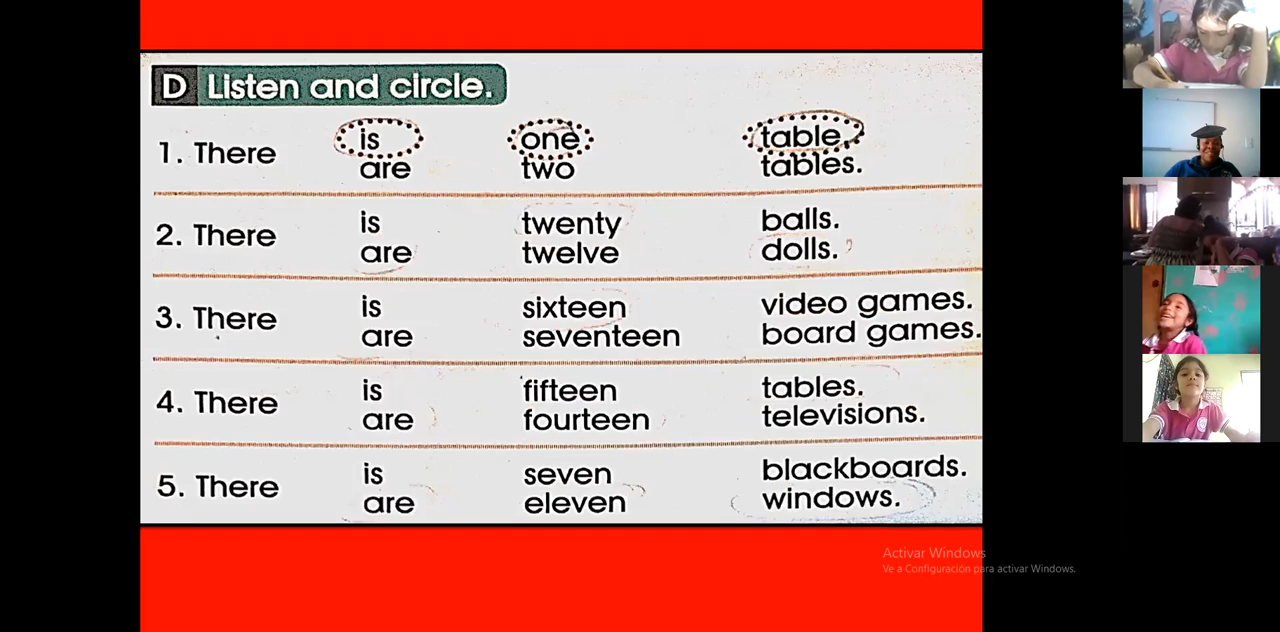 D Listen and circle.
is one table.
1. There
are two tables.
is twenty balls.
2. There
are twelve dolls.
is sixteen video games.
3. There
are seventeen board games.
is fifteen tables.
4. There
are fourteen televisions.
is seven blackboards.
5. There
are eleven windows.
Activar Windows
Ve a Configuración para activar Windows.